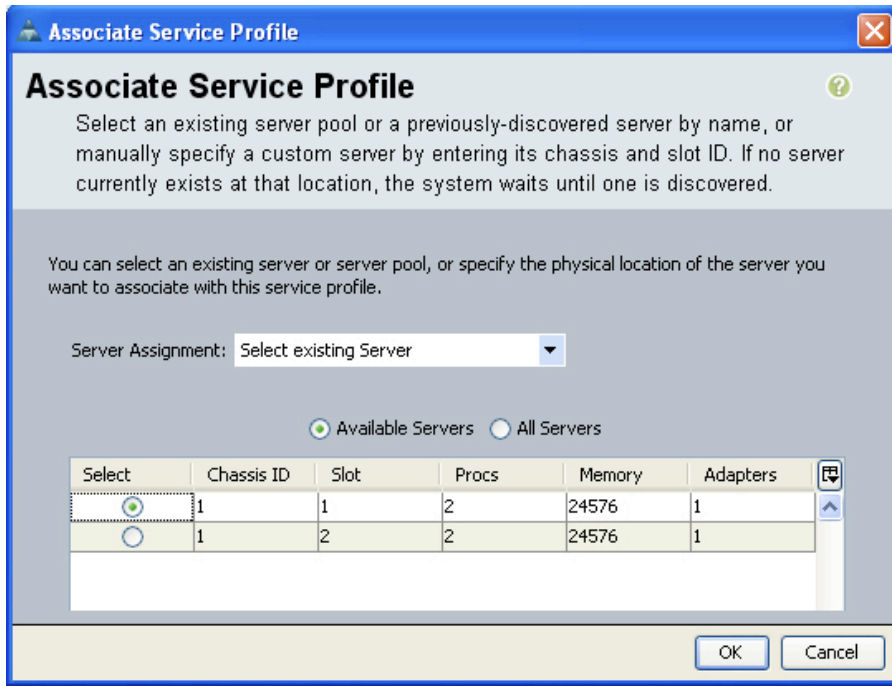 Associate Service Profile
Associate Service Profile
Select an existing server pool or a previously-discovered server by name, or
manually specify a custom server by entering its chassis and slot ID. If no server
currently exists at that location, the system waits until one is discovered.
You can select an existing server or server pool, or specify the physical location of the server you
want to associate with this service profile.
Server Assignment: Select existing Server
Available Servers All Servers
Select Chassis ID Slot Procs Memory Adapters
1 1 2 24576 1
1 2 2 24576 1
OK Cancel